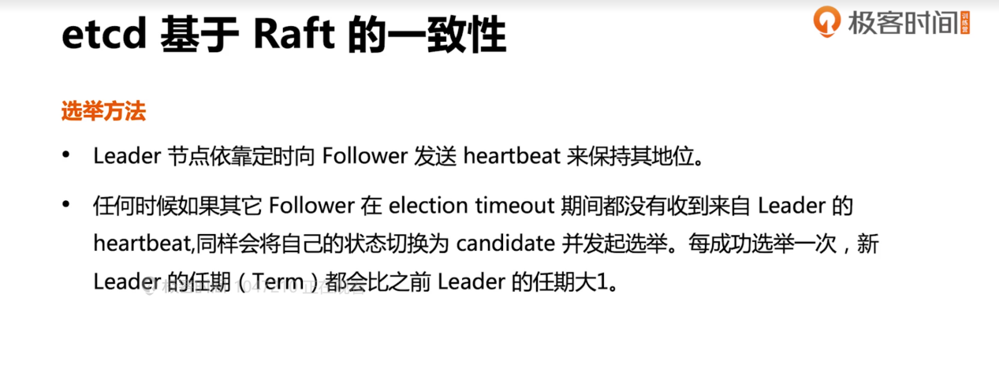 etcd 基于 Raft 的一致性
极客时间 训练营
选举方法
• Leader 节点依靠定时向 Follower 发送 heartbeat 来保持其地位。
• 任何时候如果其它 Follower 在 election timeout 期间都没有收到来自 Leader 的
heartbeat,同样会将自己的状态切换为 candidate 并发起选举。每成功选举一次，新
Leader 的任期（Term）都会比之前 Leader 的任期大1。